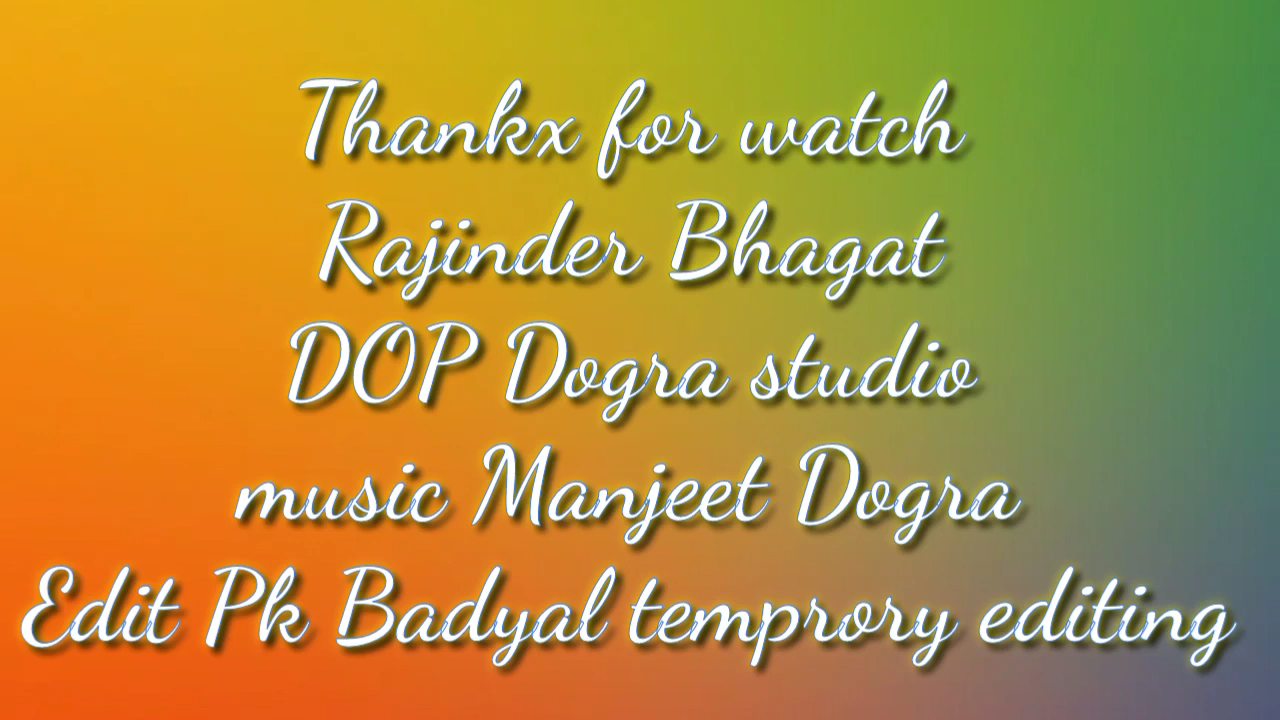 Thankx for watch
Rajinder Bhagat
DOP Dogra studio
music Manjeet Dogra
Edit Pk Badyal temprory editing